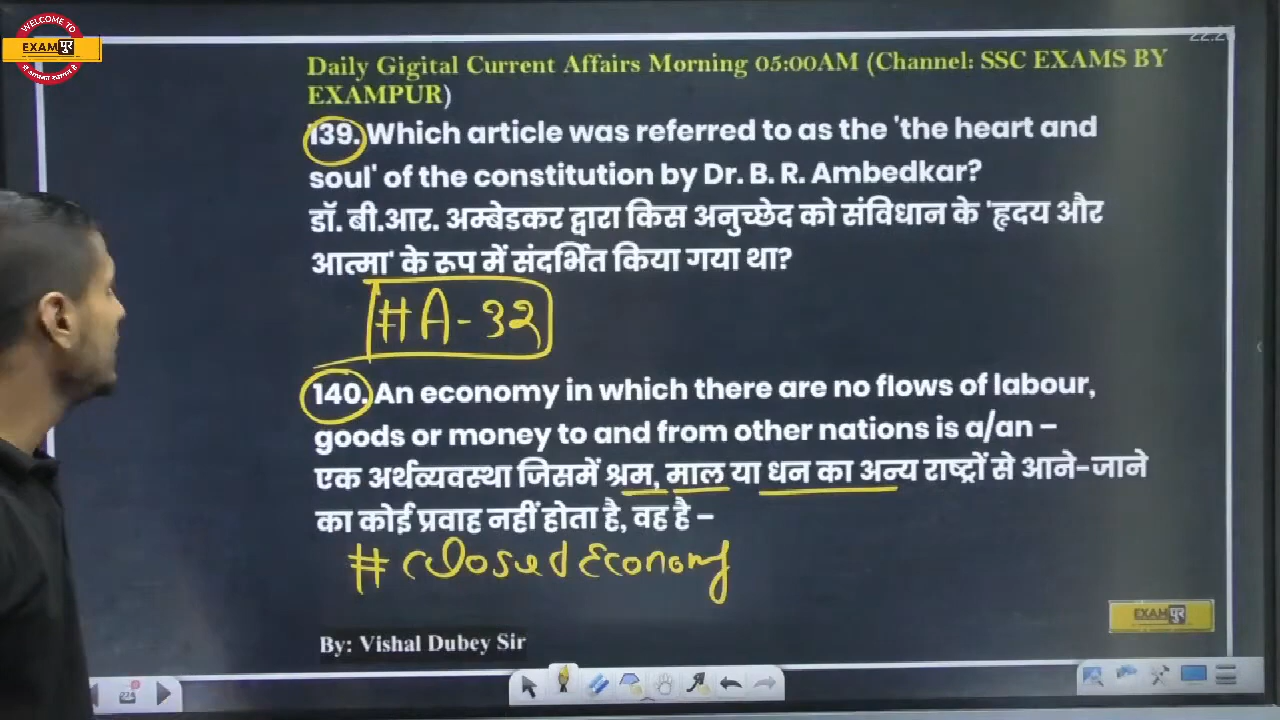 WELCOME TO
EXAMपुर
22:2
Daily Gigital Current Affairs Morning 05:00AM (Channel: SSC EXAMS BY
EXAMPUR)
139. Which article was referred to as the 'the heart and
soul' of the constitution by Dr. B. R. Ambedkar?
डॉ. बी.आर. अम्बेडकर द्वारा किस अनुच्छेद को संविधान के 'हृदय और
आत्मा' के रूप में संदर्भित किया गया था?
#A-32
140. An economy in which there are no flows of labour,
goods or money to and from other nations is a/an –
एक अर्थव्यवस्था जिसमें श्रम, माल या धन का अन्य राष्ट्रों से आने-जाने
का कोई प्रवाह नहीं होता है, वह है –
# closed Economy
EXAMपुर
By: Vishal Dubey Sir